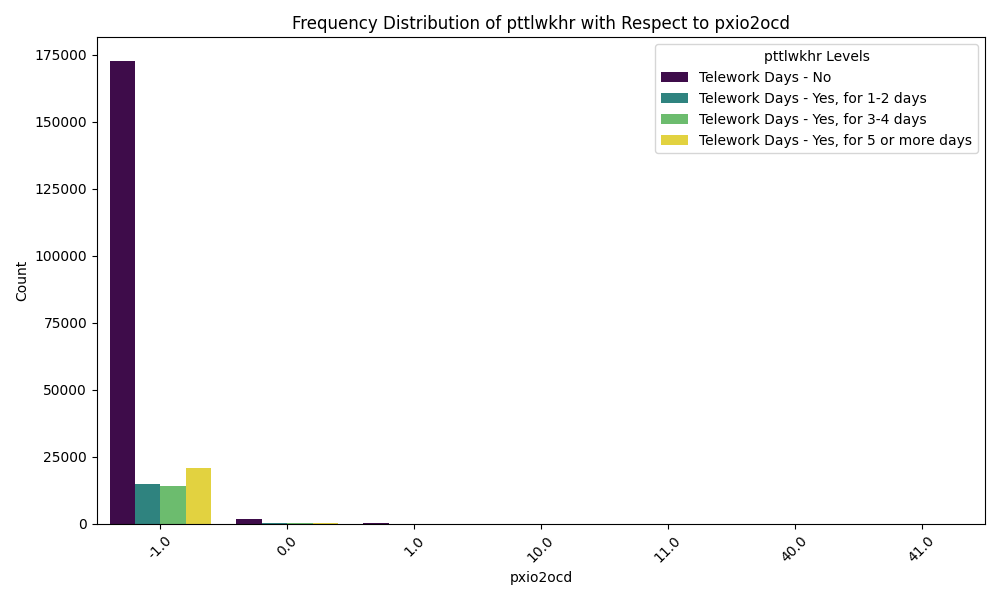 Frequency Distribution of pttlwkhr with Respect to pxio2ocd
pttlwkhr Levels
Telework Days - No
Telework Days - Yes, for 1-2 days
Telework Days - Yes, for 3-4 days
Telework Days - Yes, for 5 or more days
Count
175000
150000
125000
100000
75000
50000
25000
0
-1.0
0.0
1.0
10.0
11.0
40.0
41.0
pxio2ocd